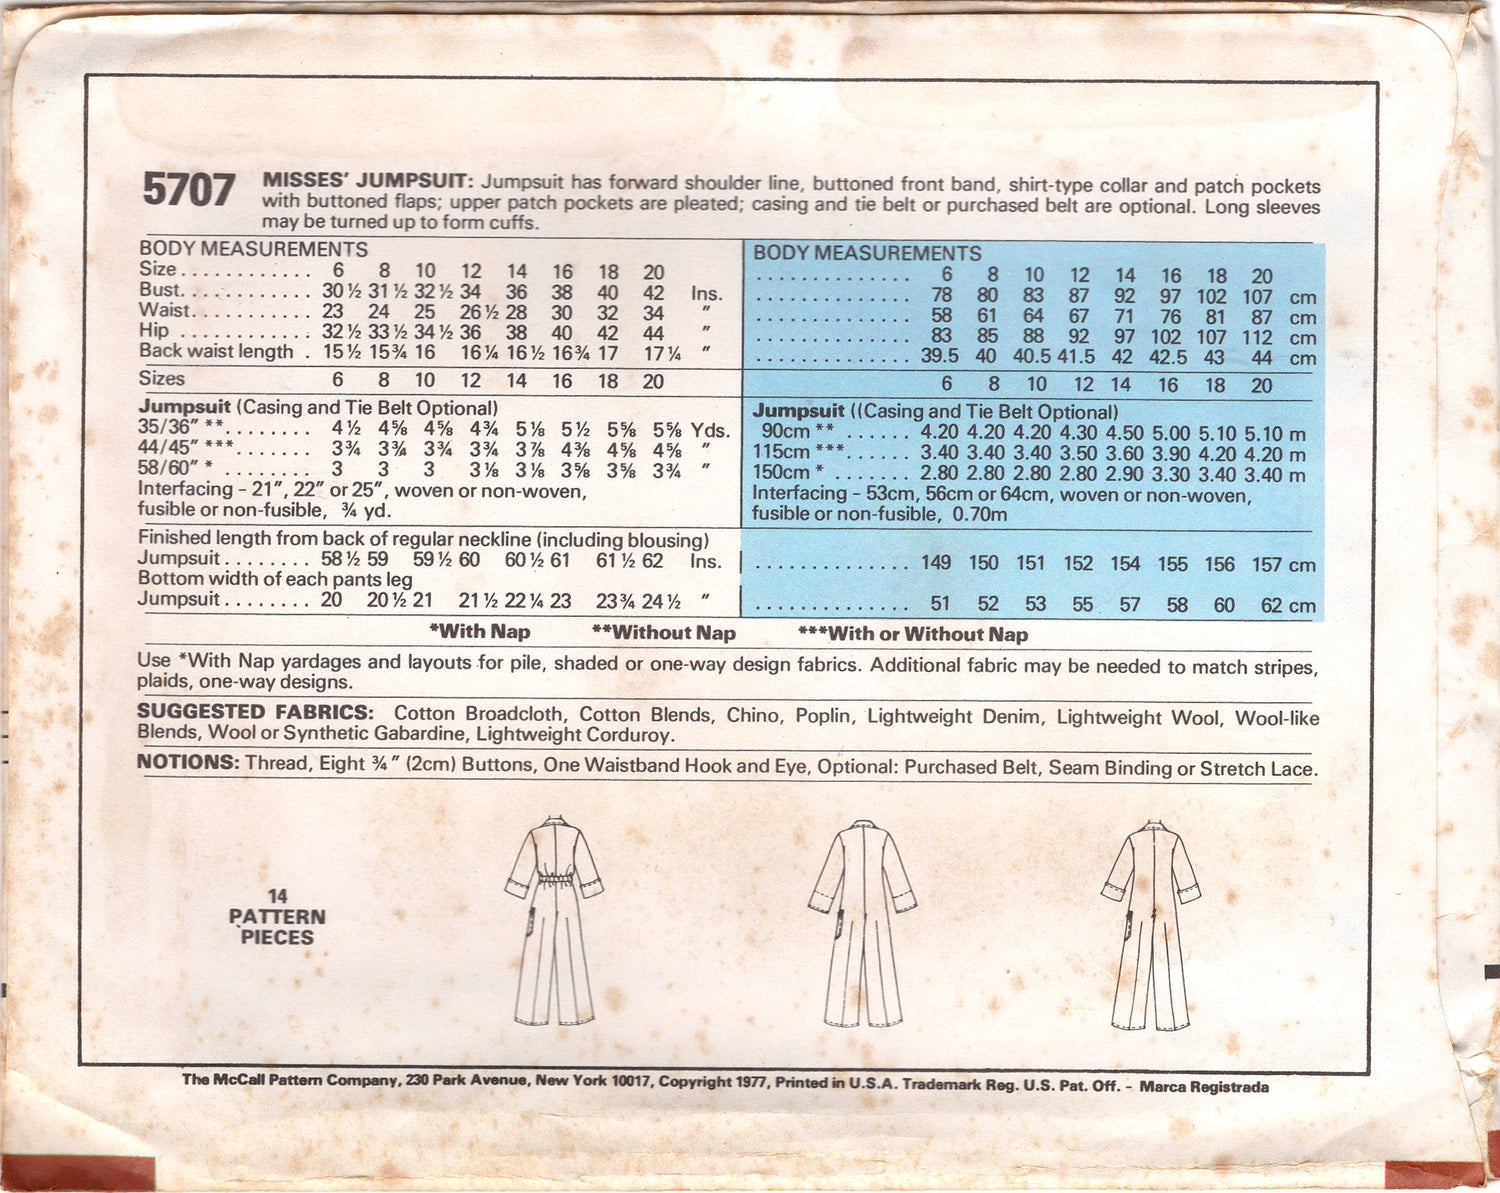 5707 MISSES' JUMPSUIT: Jumpsuit has forward shoulder line, buttoned front band, shirt-type collar and patch pockets
with buttoned flaps; upper patch pockets are pleated; casing and tie belt or purchased belt are optional. Long sleeves
may be turned up to form cuffs.
BODY MEASUREMENTS
Size............ 6 8 10 12 14 16 18 20
Bust............ 30½ 31½ 32½ 34 36 38 40 42 Ins.
Waist........... 23 24 25 26½ 28 30 32 34 "
Hip ............ 32½ 33½ 34½ 36 38 40 42 44 "
Back waist length . 15½ 15¾ 16 16¼ 16½ 16¾ 17 17¼ "
Sizes 6 8 10 12 14 16 18 20
Jumpsuit (Casing and Tie Belt Optional)
35/36" **........ 4½ 4⅝ 4⅝ 4¾ 5⅛ 5½ 5⅝ 5⅝ Yds.
44/45" ***....... 3¾ 3¾ 3¾ 3¾ 3⅞ 4⅜ 4⅝ 4⅝ "
58/60" * ........ 3 3 3 3⅛ 3⅛ 3⅝ 3⅝ 3¾ "
Interfacing - 21", 22" or 25", woven or non-woven,
fusible or non-fusible, ¾ yd.
Finished length from back of regular neckline (including blousing)
Jumpsuit........ 58½ 59 59½ 60 60½ 61 61½ 62 Ins.
Bottom width of each pants leg
Jumpsuit........ 20 20½ 21 21½ 22¼ 23 23¾ 24½ "
BODY MEASUREMENTS
............... 6 8 10 12 14 16 18 20
............... 78 80 83 87 92 97 102 107 cm
............... 58 61 64 67 71 76 81 87 cm
............... 83 85 88 92 97 102 107 112 cm
............... 39.5 40 40.5 41.5 42 42.5 43 44 cm
6 8 10 12 14 16 18 20
Jumpsuit ((Casing and Tie Belt Optional)
90cm ** ...... 4.20 4.20 4.20 4.30 4.50 5.00 5.10 5.10 m
115cm ***...... 3.40 3.40 3.40 3.50 3.60 3.90 4.20 4.20 m
150cm * ....... 2.80 2.80 2.80 2.80 2.90 3.30 3.40 3.40 m
Interfacing - 53cm, 56cm or 64cm, woven or non-woven,
fusible or non-fusible, 0.70m
............... 149 150 151 152 154 155 156 157 cm
............... 51 52 53 55 57 58 60 62 cm
*With Nap **Without Nap ***With or Without Nap
Use *With Nap yardages and layouts for pile, shaded or one-way design fabrics. Additional fabric may be needed to match stripes,
plaids, one-way designs.
SUGGESTED FABRICS: Cotton Broadcloth, Cotton Blends, Chino, Poplin, Lightweight Denim, Lightweight Wool, Wool-like
Blends, Wool or Synthetic Gabardine, Lightweight Corduroy.
NOTIONS: Thread, Eight ¾" (2cm) Buttons, One Waistband Hook and Eye, Optional: Purchased Belt, Seam Binding or Stretch Lace.
14
PATTERN
PIECES
The McCall Pattern Company, 230 Park Avenue, New York 10017, Copyright 1977, Printed in U.S.A. Trademark Reg. U.S. Pat. Off. - Marca Registrada